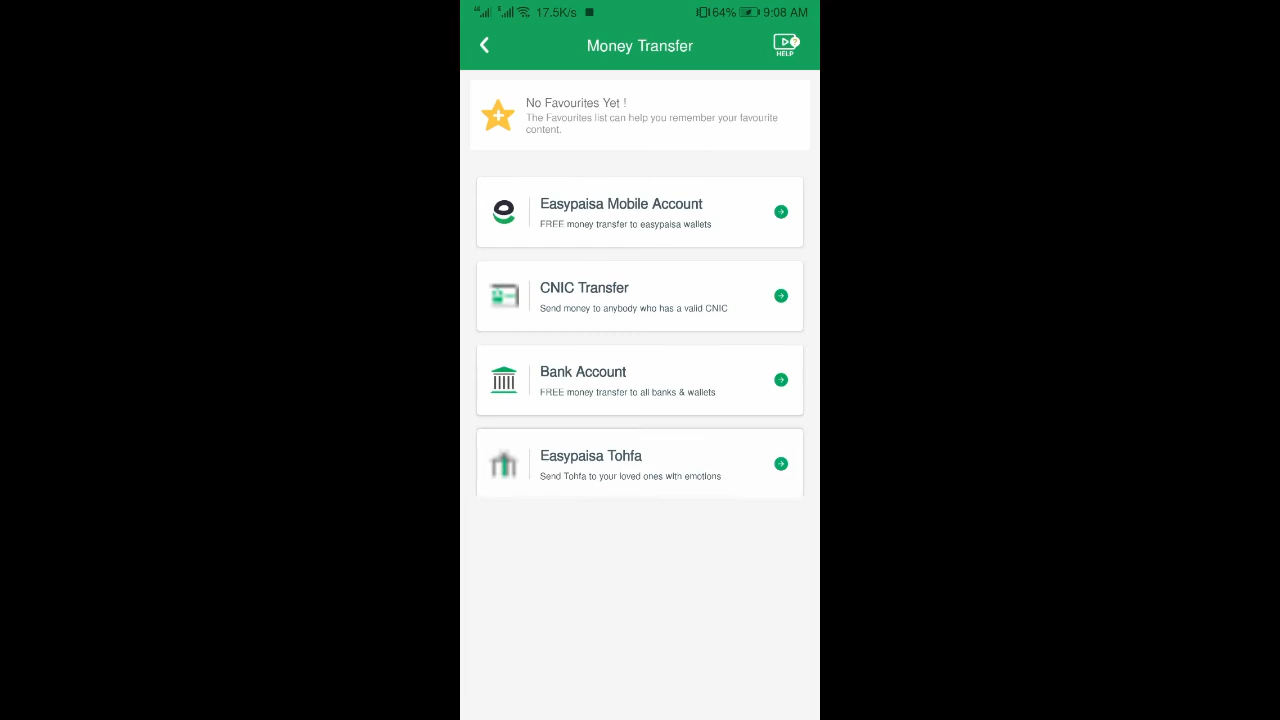 17.5K/s
64% 9:08 AM
Money Transfer
HELP
No Favourites Yet !
The Favourites list can help you remember your favourite
content.
Easypaisa Mobile Account
FREE money transfer to easypaisa wallets
CNIC Transfer
Send money to anybody who has a valid CNIC
Bank Account
FREE money transfer to all banks & wallets
Easypaisa Tohfa
Send Tohfa to your loved ones with emotions